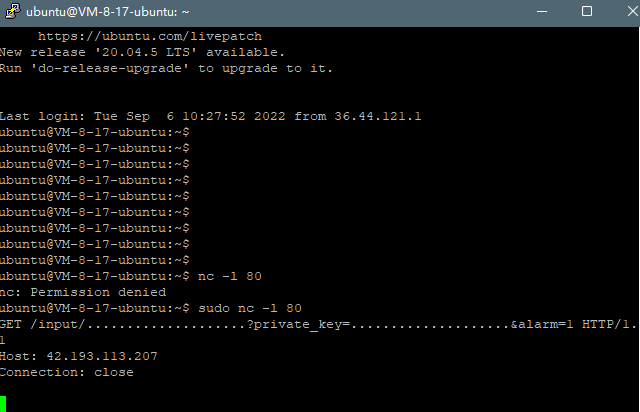 ubuntu@VM-8-17-ubuntu: ~
https://ubuntu.com/livepatch
New release '20.04.5 LTS' available.
Run 'do-release-upgrade' to upgrade to it.
Last login: Tue Sep  6 10:27:52 2022 from 36.44.121.1
ubuntu@VM-8-17-ubuntu:~$
ubuntu@VM-8-17-ubuntu:~$
ubuntu@VM-8-17-ubuntu:~$
ubuntu@VM-8-17-ubuntu:~$
ubuntu@VM-8-17-ubuntu:~$
ubuntu@VM-8-17-ubuntu:~$
ubuntu@VM-8-17-ubuntu:~$
ubuntu@VM-8-17-ubuntu:~$
ubuntu@VM-8-17-ubuntu:~$
ubuntu@VM-8-17-ubuntu:~$ nc -l 80
nc: Permission denied
ubuntu@VM-8-17-ubuntu:~$ sudo nc -l 80
GET /input/....................?private_key=....................&alarm=1 HTTP/1.
1
Host: 42.193.113.207
Connection: close